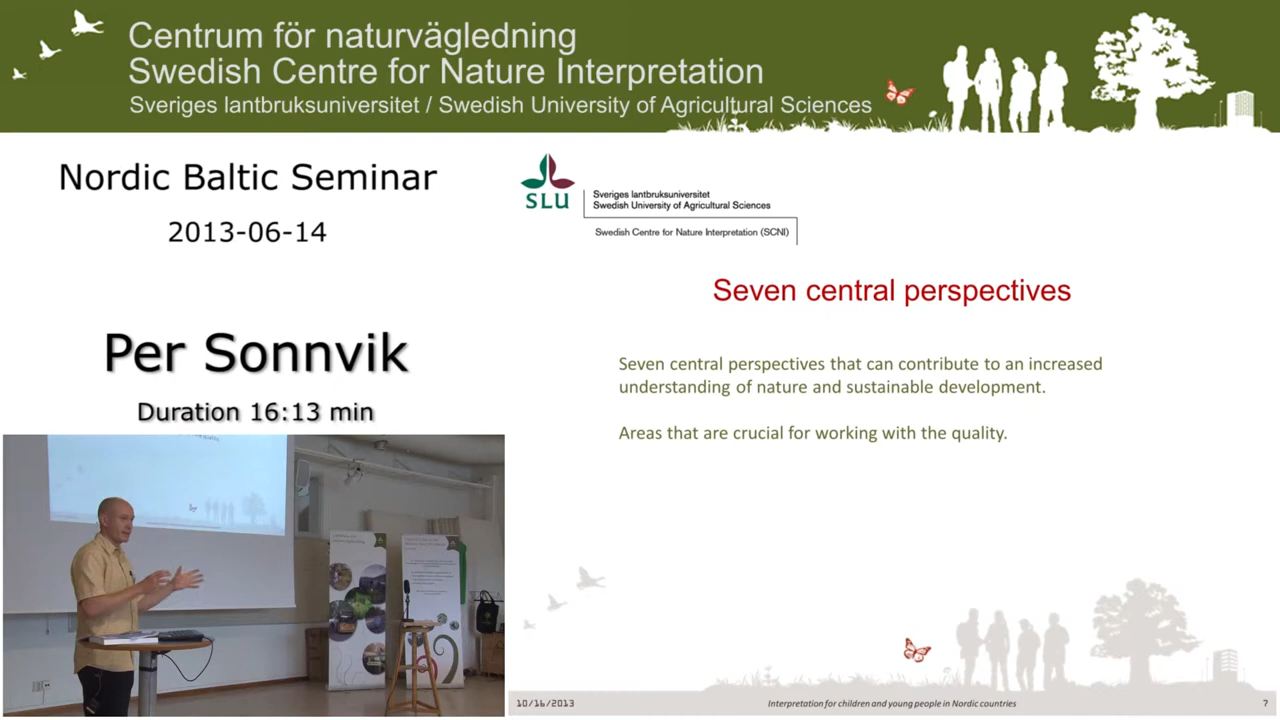 Centrum för naturvägledning
Swedish Centre for Nature Interpretation
Sveriges lantbruksuniversitet / Swedish University of Agricultural Sciences
Nordic Baltic Seminar
2013-06-14
Per Sonnvik
Duration 16:13 min
SLU
Sveriges lantbruksuniversitet
Swedish University of Agricultural Sciences
Swedish Centre for Nature Interpretation (SCNI)
Seven central perspectives
Seven central perspectives that can contribute to an increased
understanding of nature and sustainable development.
Areas that are crucial for working with the quality.
10/16/2013
Interpretation for children and young people in Nordic countries
7